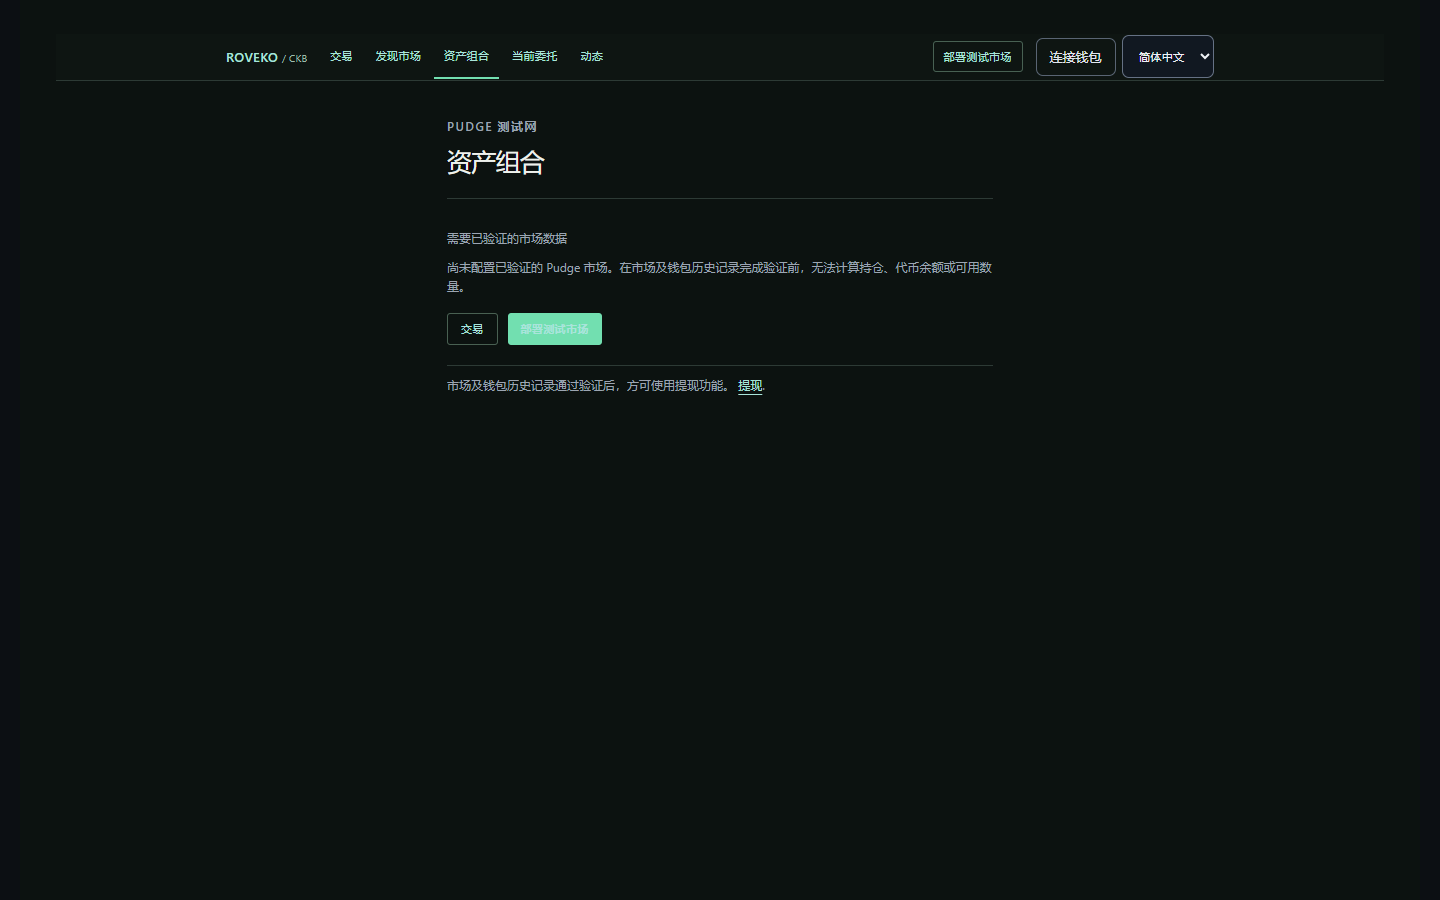 ROVEKO / CKB 交易 发现市场 资产组合 当前委托 动态 部署测试市场 连接钱包 简体中文
PUDGE 测试网
资产组合
需要已验证的市场数据
尚未配置已验证的 Pudge 市场。在市场及钱包历史记录完成验证前，无法计算持仓、代币余额或可用数
量。
交易 部署测试市场
市场及钱包历史记录通过验证后，方可使用提现功能。 提现.